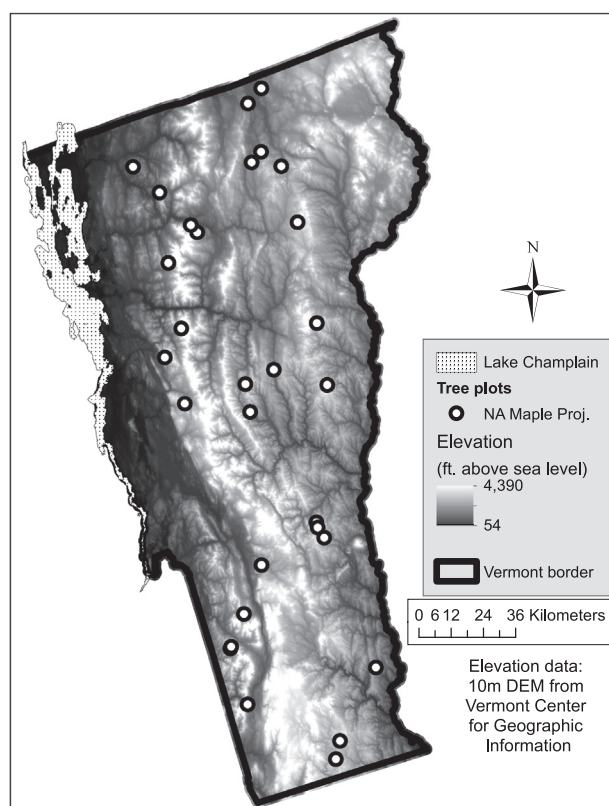 N
Lake Champlain
Tree plots
NA Maple Proj.
Elevation
(ft. above sea level)
4,390
54
Vermont border
0 6 12 24 36 Kilometers
Elevation data:
10m DEM from
Vermont Center
for Geographic
Information